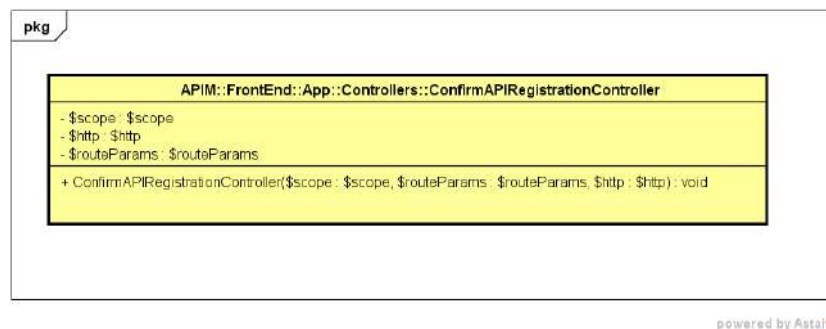 pkg
APIM::FrontEnd::App::Controllers::ConfirmAPIRegistrationController
- $scope : $scope
- $http : $http
- $routeParams : $routeParams
+ ConfirmAPIRegistrationController($scope : $scope, $routeParams : $routeParams, $http : $http) : void
powered by Astah